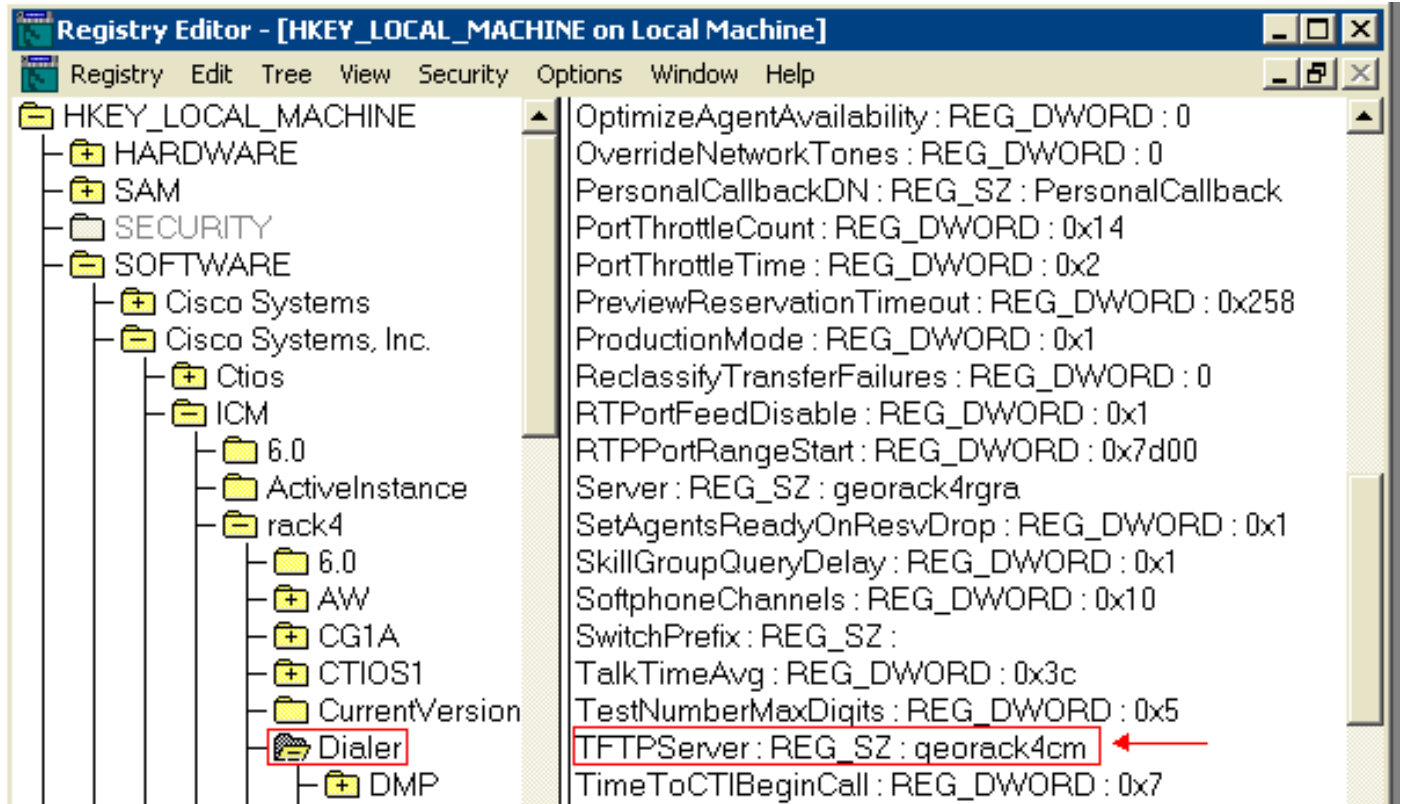 Registry Editor - [HKEY_LOCAL_MACHINE on Local Machine]
Registry Edit Tree View Security Options Window Help
HKEY_LOCAL_MACHINE
HARDWARE
SAM
SECURITY
SOFTWARE
Cisco Systems
Cisco Systems, Inc.
Ctios
ICM
6.0
ActiveInstance
rack4
6.0
AW
CG1A
CTIOS1
CurrentVersion
Dialer
DMP
OptimizeAgentAvailability : REG_DWORD : 0
OverrideNetworkTones : REG_DWORD : 0
PersonalCallbackDN : REG_SZ : PersonalCallback
PortThrottleCount : REG_DWORD : 0x14
PortThrottleTime : REG_DWORD : 0x2
PreviewReservationTimeout : REG_DWORD : 0x258
ProductionMode : REG_DWORD : 0x1
ReclassifyTransferFailures : REG_DWORD : 0
RTPortFeedDisable : REG_DWORD : 0x1
RTPPortRangeStart : REG_DWORD : 0x7d00
Server : REG_SZ : georack4rgra
SetAgentsReadyOnResvDrop : REG_DWORD : 0x1
SkillGroupQueryDelay : REG_DWORD : 0x1
SoftphoneChannels : REG_DWORD : 0x10
SwitchPrefix : REG_SZ :
TalkTimeAvg : REG_DWORD : 0x3c
TestNumberMaxDigits : REG_DWORD : 0x5
TFTPServer : REG_SZ : georack4cm
TimeToCTIBeginCall : REG_DWORD : 0x7